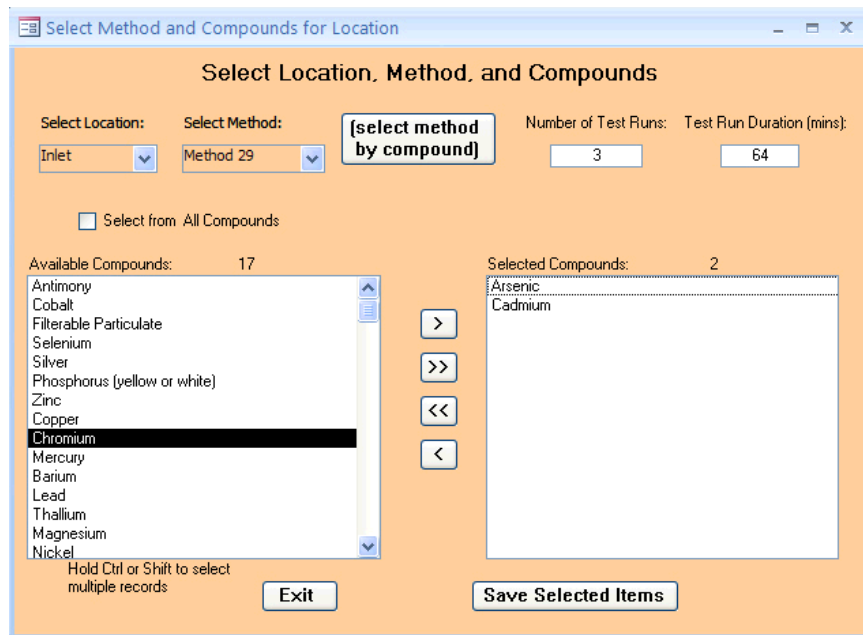 Select Method and Compounds for Location
Select Location, Method, and Compounds
Select Location:
Select Method:
(select method
by compound)
Number of Test Runs:
Test Run Duration (mins):
Inlet
Method 29
3
64
Select from All Compounds
Available Compounds:
17
Selected Compounds:
2
Antimony
Cobalt
Filterable Particulate
Selenium
Silver
Phosphorus (yellow or white)
Zinc
Copper
Chromium
Mercury
Barium
Lead
Thallium
Magnesium
Nickel
>
>>
<<
<
Arsenic
Cadmium
Hold Ctrl or Shift to select
multiple records
Exit
Save Selected Items